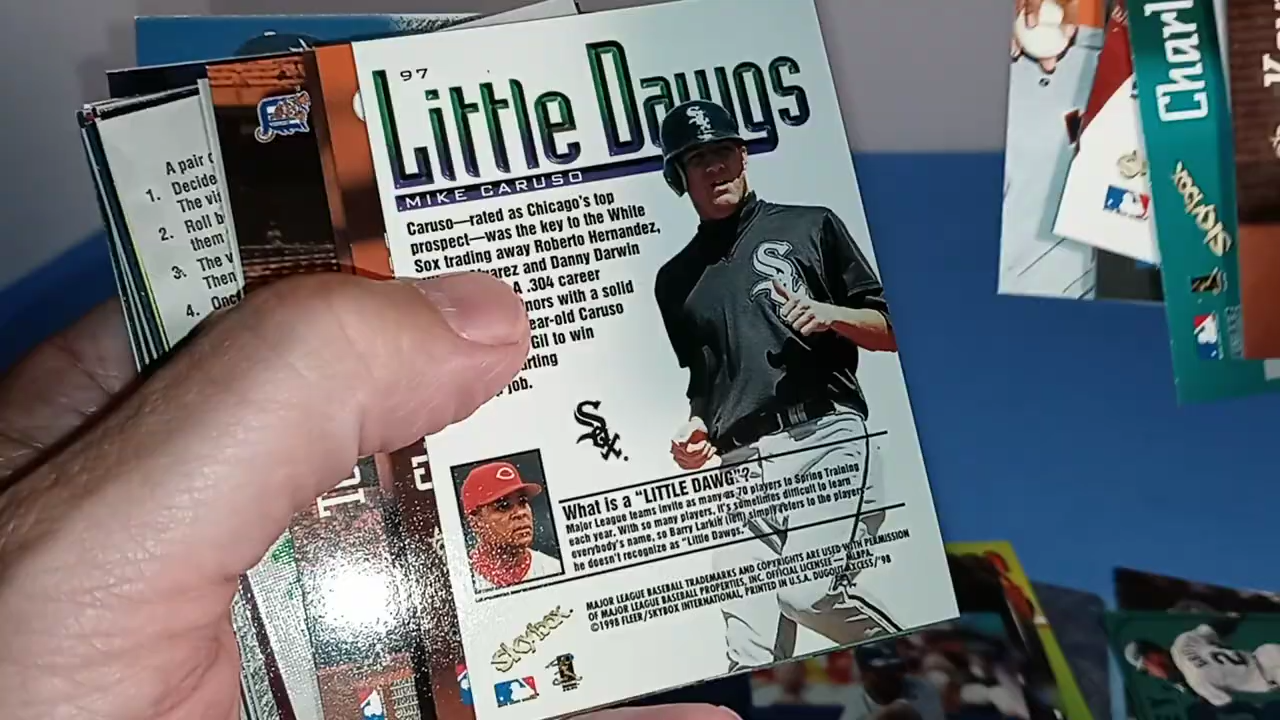 97
Little Dawgs
MIKE CARUSO
Caruso—rated as Chicago's top
prospect—was the key to the White
Sox trading away Roberto Hernandez,
and Danny Darwin
A .304 career
with a solid
Caruso
Gil to win
job.
Sox
What is a "LITTLE DAWG"?
Major League teams invite as many as 70 players to Spring Training
each year. With so many players, it's sometimes difficult to learn
everybody's name, so Barry Larkin (left) simply refers to the players
he doesn't recognize as "Little Dawgs."
MAJOR LEAGUE BASEBALL TRADEMARKS AND COPYRIGHTS ARE USED WITH PERMISSION
OF MAJOR LEAGUE BASEBALL PROPERTIES, INC. OFFICIAL LICENSEE — MLBPA
©1998 FLEER/SKYBOX INTERNATIONAL, PRINTED IN U.S.A. DUGOUT AXCESS/'98
Skybox
A pair
1. Decide
The
2. Roll
them
3. The
Then
4.
Skybox